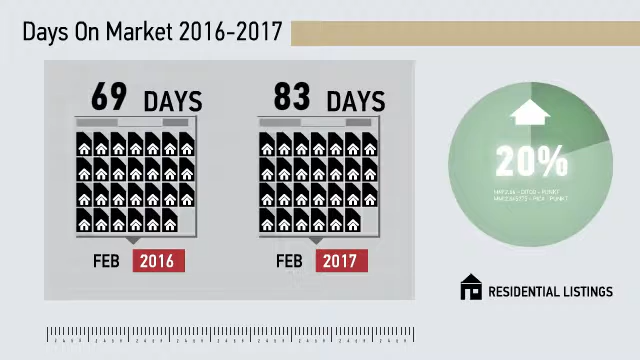 Days On Market 2016-2017
69 DAYS
83 DAYS
FEB 2016
FEB 2017
20%
RESIDENTIAL LISTINGS